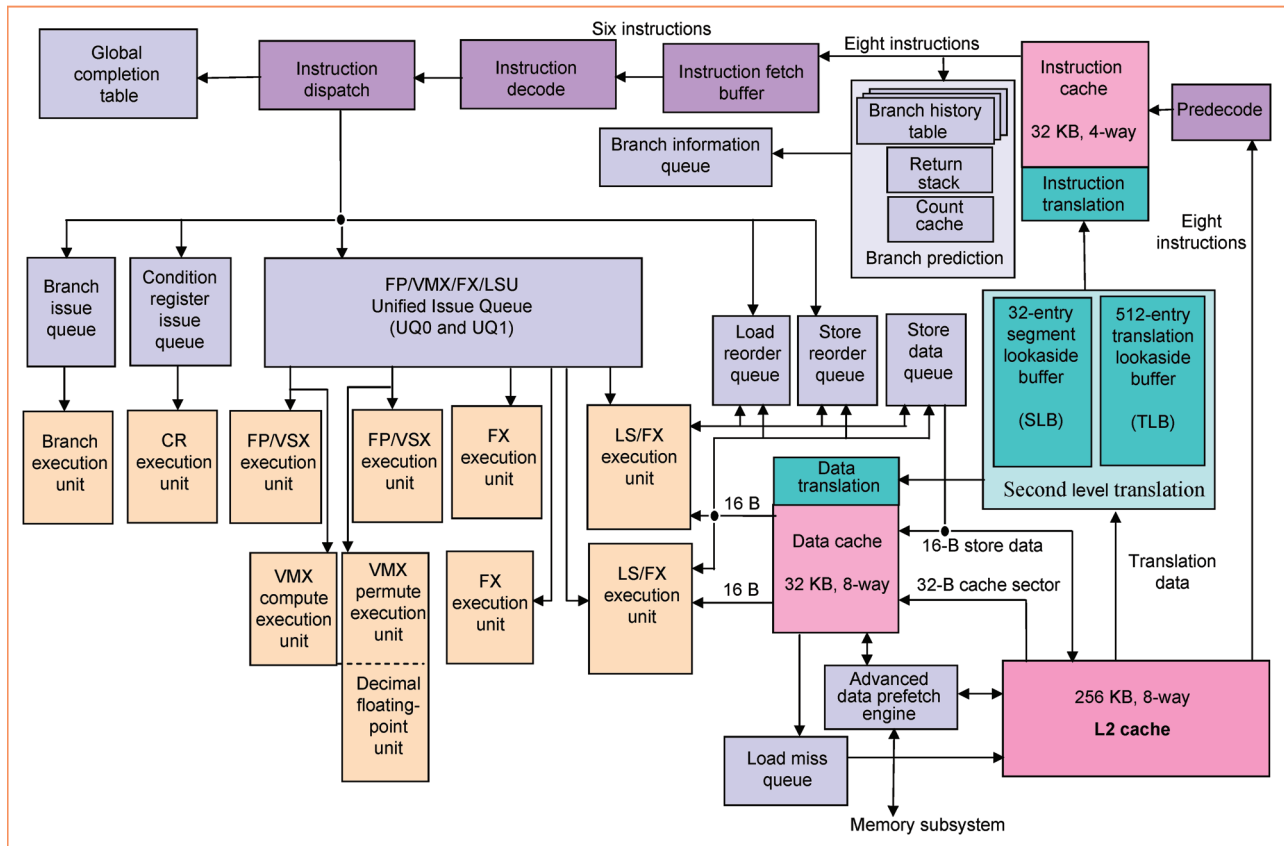 Six instructions
Eight instructions
Global
completion
table
Instruction
dispatch
Instruction
decode
Instruction fetch
buffer
Instruction
cache
32 KB, 4-way
Predecode
Branch history
table
Return
stack
Count
cache
Branch prediction
Branch information
queue
Instruction
translation
Eight
instructions
Branch
issue
queue
Condition
register
issue
queue
FP/VMX/FX/LSU
Unified Issue Queue
(UQ0 and UQ1)
Load
reorder
queue
Store
reorder
queue
Store
data
queue
32-entry
segment
lookaside
buffer
(SLB)
512-entry
translation
lookaside
buffer
(TLB)
Second level translation
Branch
execution
unit
CR
execution
unit
FP/VSX
execution
unit
FP/VSX
execution
unit
FX
execution
unit
LS/FX
execution
unit
Data
translation
16 B
Data cache
32 KB, 8-way
16-B store data
32-B cache sector
Translation
data
VMX
compute
execution
unit
VMX
permute
execution
unit
Decimal
floating-
point
unit
FX
execution
unit
LS/FX
execution
unit
16 B
Advanced
data prefetch
engine
256 KB, 8-way
L2 cache
Load miss
queue
Memory subsystem